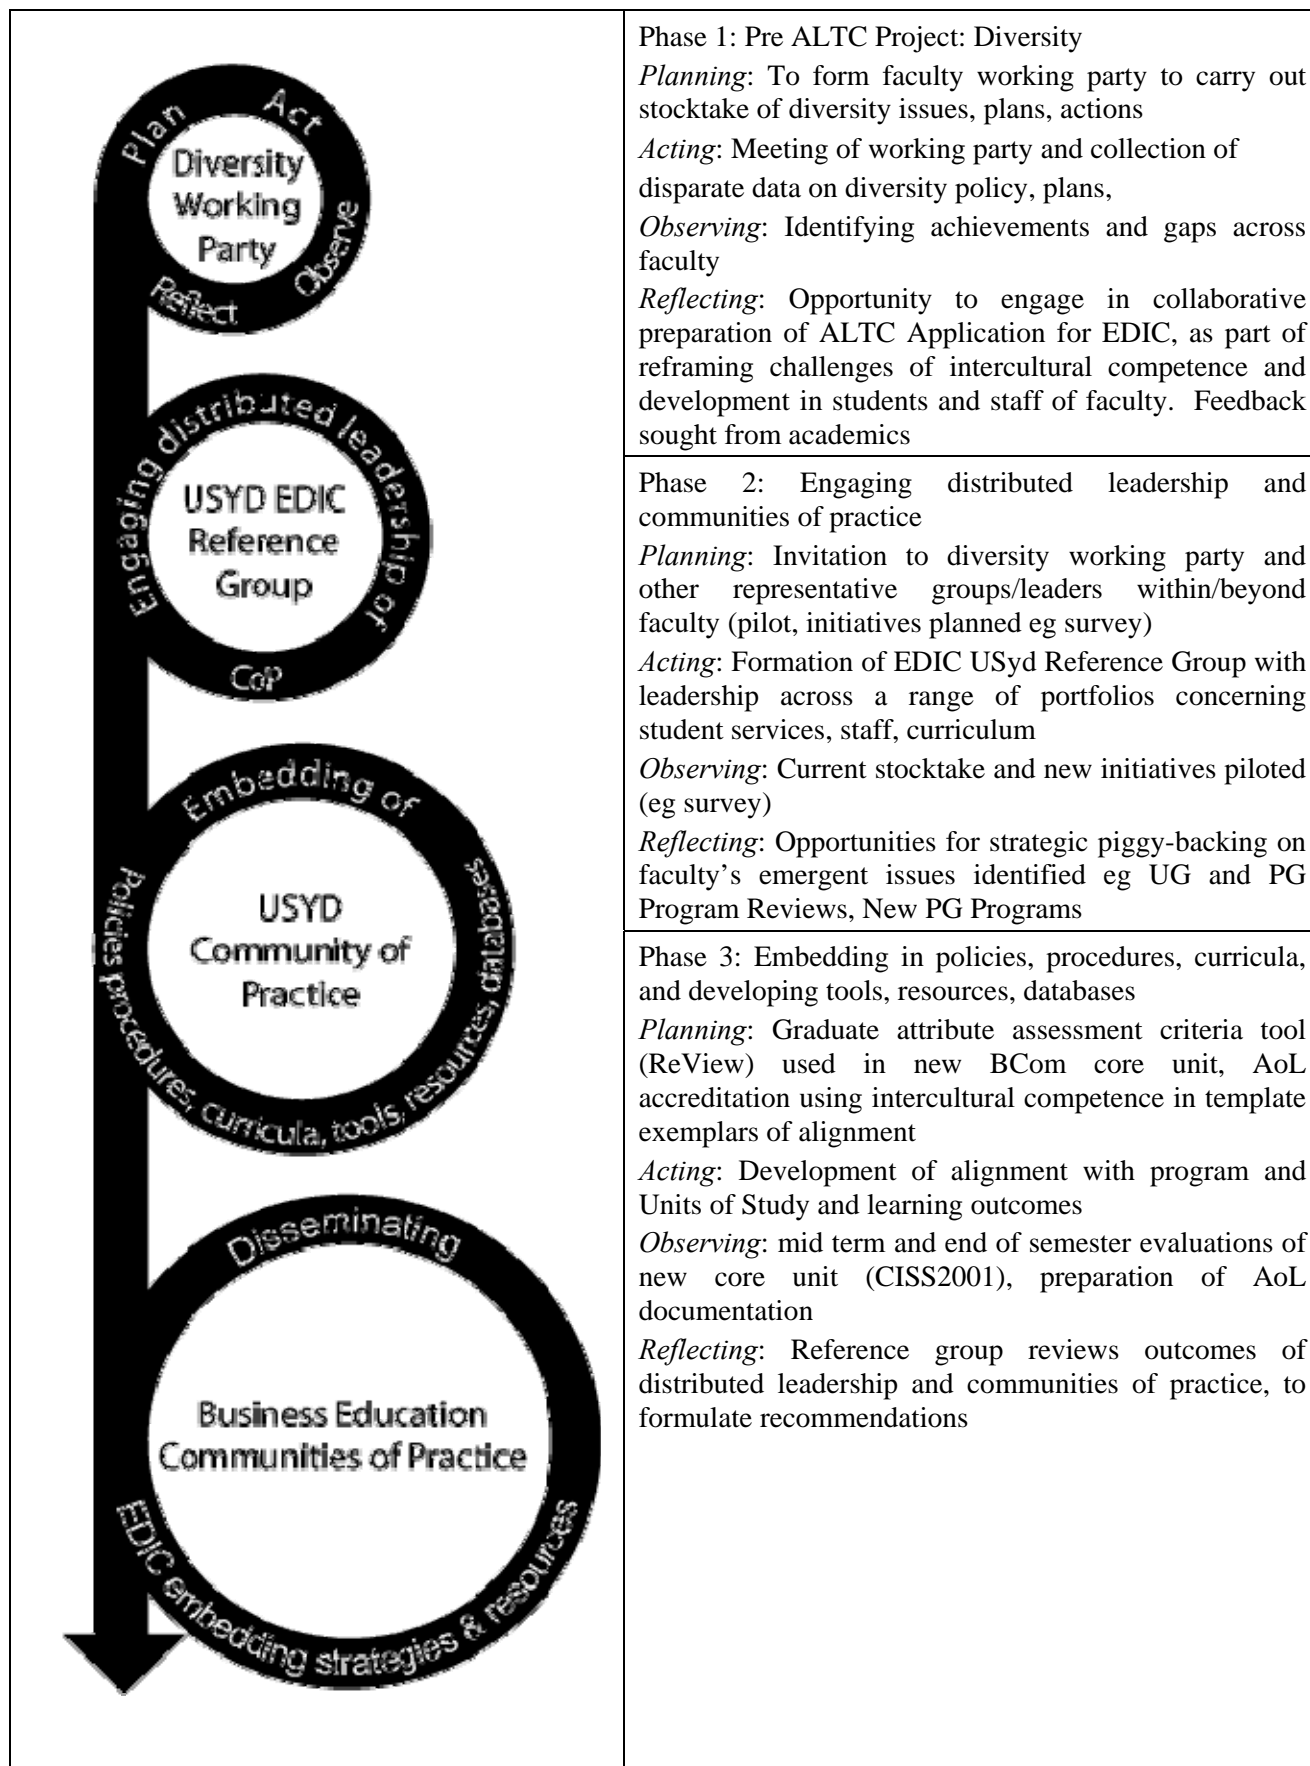 Plan Act
Observe
Reflect
Diversity
Working
Party
Engaging distributed leadership of
CoP
USYD EDIC
Reference
Group
Embedding of
Policies procedures, curricula, tools, resources, databases
USYD
Community of
Practice
Disseminating
EDIC embedding strategies & resources
Business Education
Communities of Practice
Phase 1: Pre ALTC Project: Diversity
Planning: To form faculty working party to carry out
stocktake of diversity issues, plans, actions
Acting: Meeting of working party and collection of
disparate data on diversity policy, plans,
Observing: Identifying achievements and gaps across
faculty
Reflecting: Opportunity to engage in collaborative
preparation of ALTC Application for EDIC, as part of
reframing challenges of intercultural competence and
development in students and staff of faculty. Feedback
sought from academics
Phase 2: Engaging distributed leadership and
communities of practice
Planning: Invitation to diversity working party and
other representative groups/leaders within/beyond
faculty (pilot, initiatives planned eg survey)
Acting: Formation of EDIC USyd Reference Group with
leadership across a range of portfolios concerning
student services, staff, curriculum
Observing: Current stocktake and new initiatives piloted
(eg survey)
Reflecting: Opportunities for strategic piggy-backing on
faculty's emergent issues identified eg UG and PG
Program Reviews, New PG Programs
Phase 3: Embedding in policies, procedures, curricula,
and developing tools, resources, databases
Planning: Graduate attribute assessment criteria tool
(ReView) used in new BCom core unit, AoL
accreditation using intercultural competence in template
exemplars of alignment
Acting: Development of alignment with program and
Units of Study and learning outcomes
Observing: mid term and end of semester evaluations of
new core unit (CISS2001), preparation of AoL
documentation
Reflecting: Reference group reviews outcomes of
distributed leadership and communities of practice, to
formulate recommendations